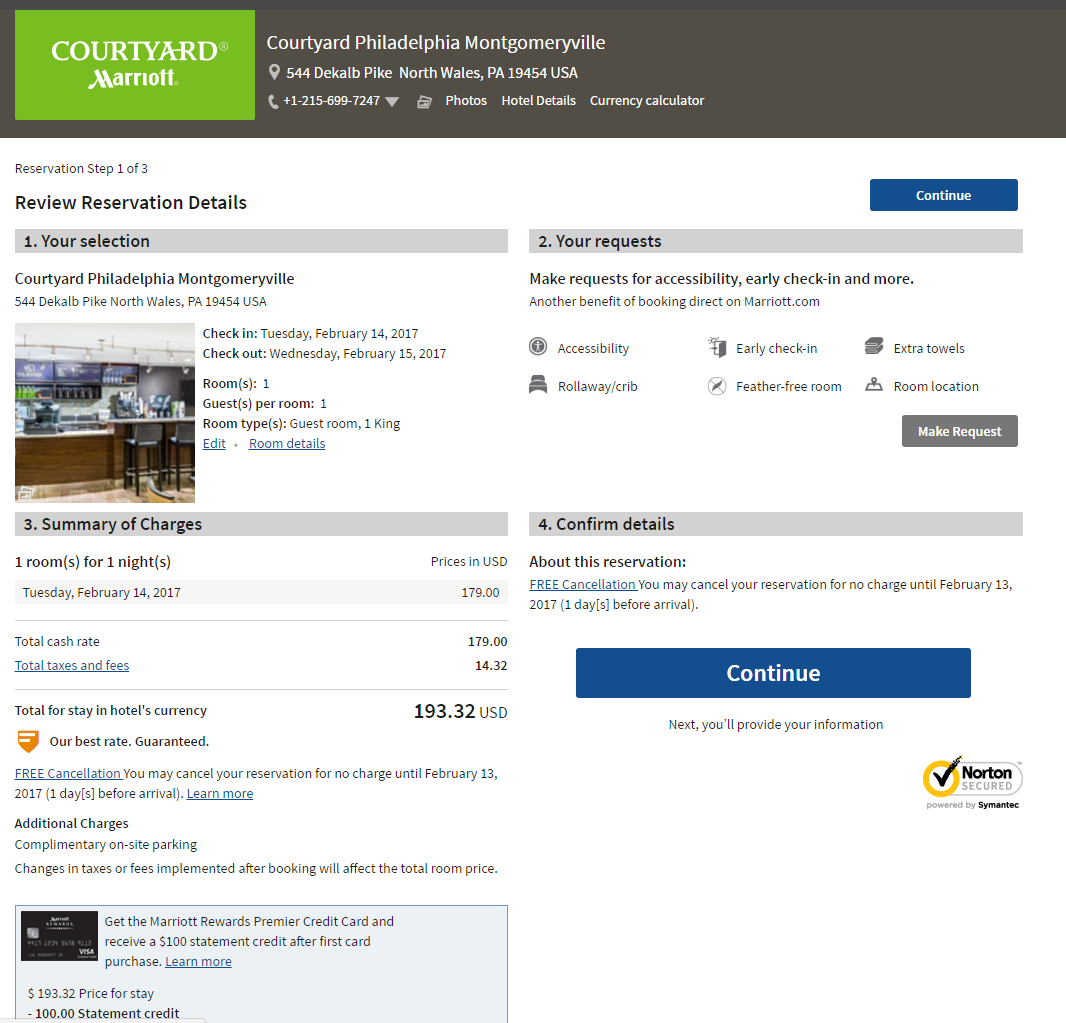 COURTYARD®
Marriott.
Courtyard Philadelphia Montgomeryville
544 Dekalb Pike North Wales, PA 19454 USA
+1-215-699-7247 Photos Hotel Details Currency calculator
Reservation Step 1 of 3
Review Reservation Details
Continue
1. Your selection
Courtyard Philadelphia Montgomeryville
544 Dekalb Pike North Wales, PA 19454 USA
Check in: Tuesday, February 14, 2017
Check out: Wednesday, February 15, 2017
Room(s): 1
Guest(s) per room: 1
Room type(s): Guest room, 1 King
Edit • Room details
2. Your requests
Make requests for accessibility, early check-in and more.
Another benefit of booking direct on Marriott.com
Accessibility Early check-in Extra towels
Rollaway/crib Feather-free room Room location
Make Request
3. Summary of Charges
1 room(s) for 1 night(s) Prices in USD
Tuesday, February 14, 2017 179.00
Total cash rate 179.00
Total taxes and fees 14.32
Total for stay in hotel's currency 193.32 USD
Our best rate. Guaranteed.
FREE Cancellation You may cancel your reservation for no charge until February 13,
2017 (1 day[s] before arrival). Learn more
Additional Charges
Complimentary on-site parking
Changes in taxes or fees implemented after booking will affect the total room price.
4. Confirm details
About this reservation:
FREE Cancellation You may cancel your reservation for no charge until February 13,
2017 (1 day[s] before arrival).
Continue
Next, you'll provide your information
Norton™
SECURED
powered by Symantec
Marriott
REWARDS
VISA
Get the Marriott Rewards Premier Credit Card and
receive a $100 statement credit after first card
purchase. Learn more
$ 193.32 Price for stay
- 100.00 Statement credit